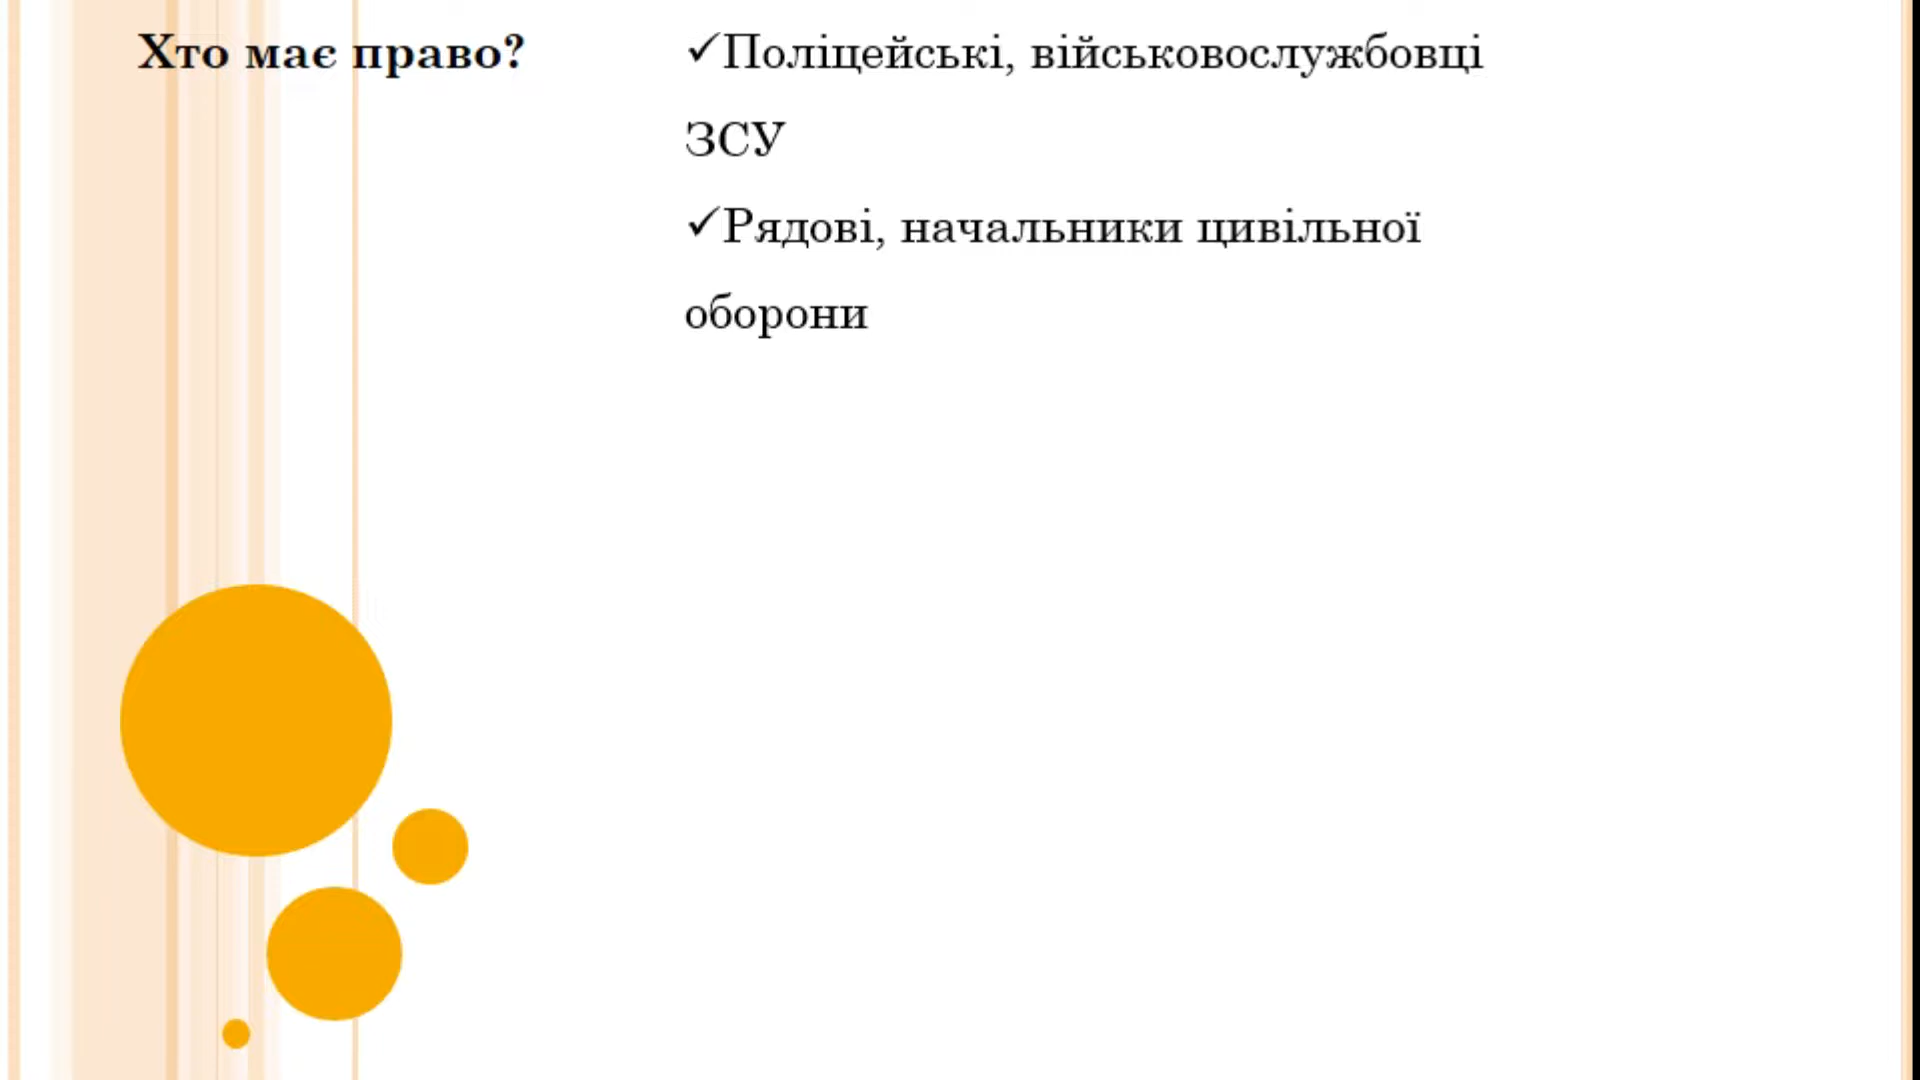 Хто має право?
✓Поліцейські, військовослужбовці
ЗСУ
✓Рядові, начальники цивільної
оборони